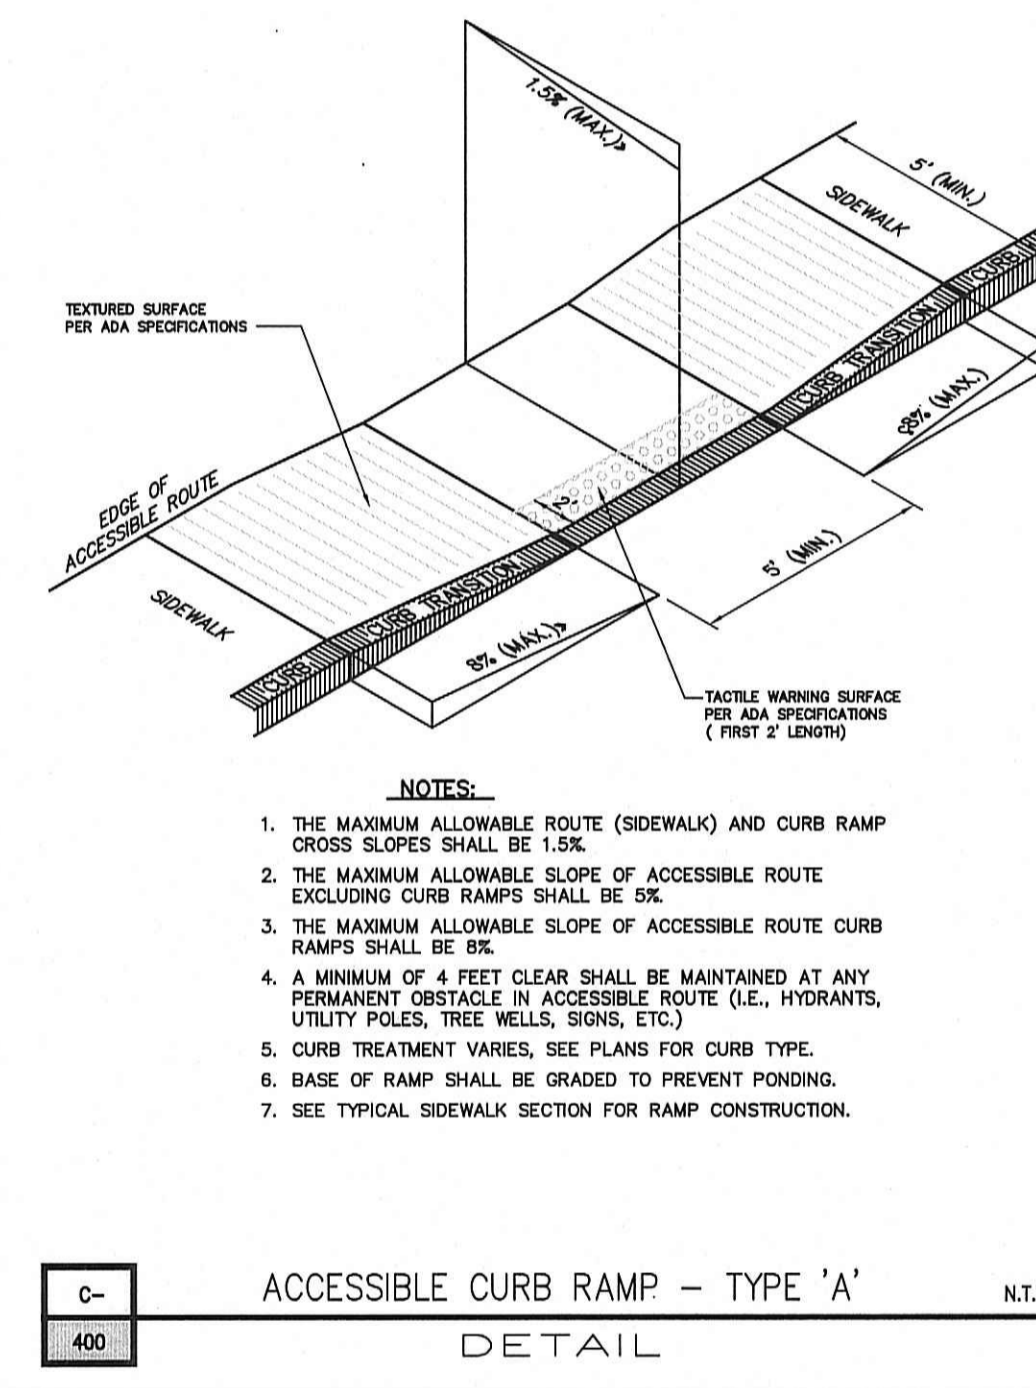 1.5% (MAX.)
5' (MIN.)
SIDEWALK
CURB
TEXTURED SURFACE
PER ADA SPECIFICATIONS
CURB TRANSITION
8% (MAX.)
EDGE OF
ACCESSIBLE ROUTE
2'
5' (MIN.)
SIDEWALK
CURB TRANSITION
8% (MAX.)
CURB
TACTILE WARNING SURFACE
PER ADA SPECIFICATIONS
( FIRST 2' LENGTH)
NOTES:
1. THE MAXIMUM ALLOWABLE ROUTE (SIDEWALK) AND CURB RAMP
CROSS SLOPES SHALL BE 1.5%.
2. THE MAXIMUM ALLOWABLE SLOPE OF ACCESSIBLE ROUTE
EXCLUDING CURB RAMPS SHALL BE 5%.
3. THE MAXIMUM ALLOWABLE SLOPE OF ACCESSIBLE ROUTE CURB
RAMPS SHALL BE 8%.
4. A MINIMUM OF 4 FEET CLEAR SHALL BE MAINTAINED AT ANY
PERMANENT OBSTACLE IN ACCESSIBLE ROUTE (I.E., HYDRANTS,
UTILITY POLES, TREE WELLS, SIGNS, ETC.)
5. CURB TREATMENT VARIES, SEE PLANS FOR CURB TYPE.
6. BASE OF RAMP SHALL BE GRADED TO PREVENT PONDING.
7. SEE TYPICAL SIDEWALK SECTION FOR RAMP CONSTRUCTION.
C-
400
ACCESSIBLE CURB RAMP - TYPE 'A'
N.T.
DETAIL